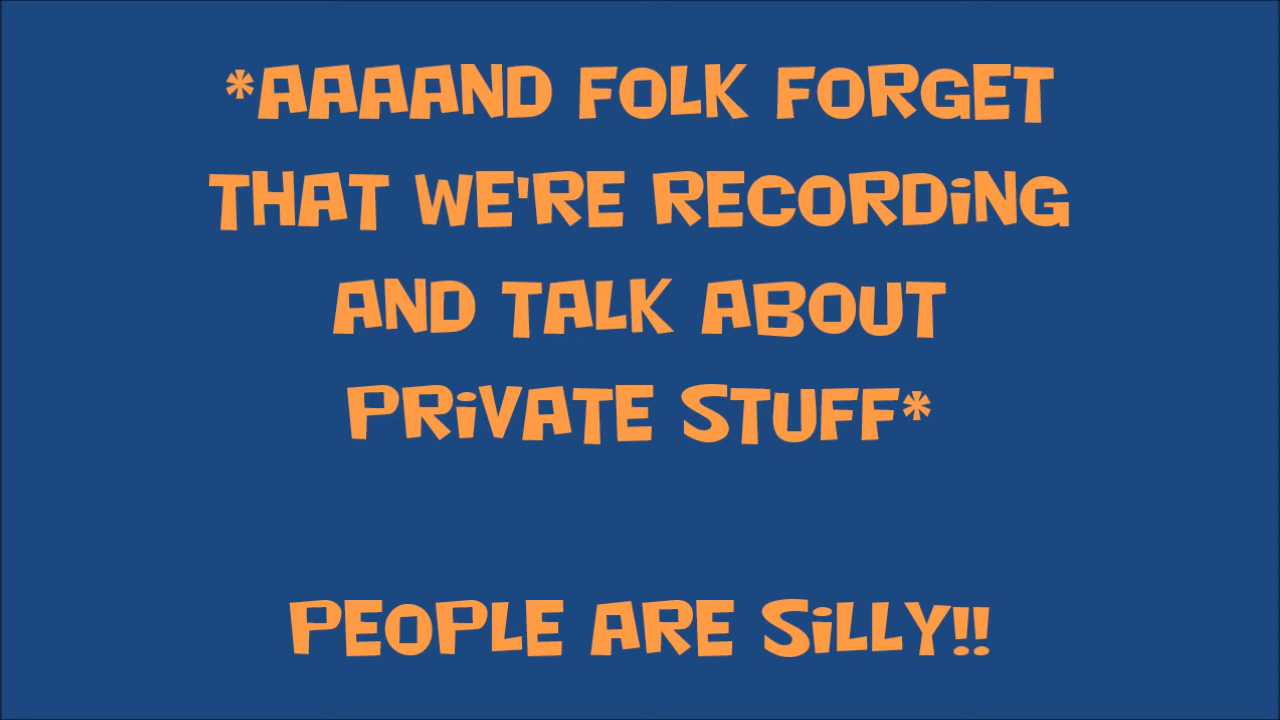 *AAAAND FOLK FORGET
THAT WE'RE RECORDiNG
AND TALK ABOUT
PRiVATE STUFF*
PEOPLE ARE SiLLY!!